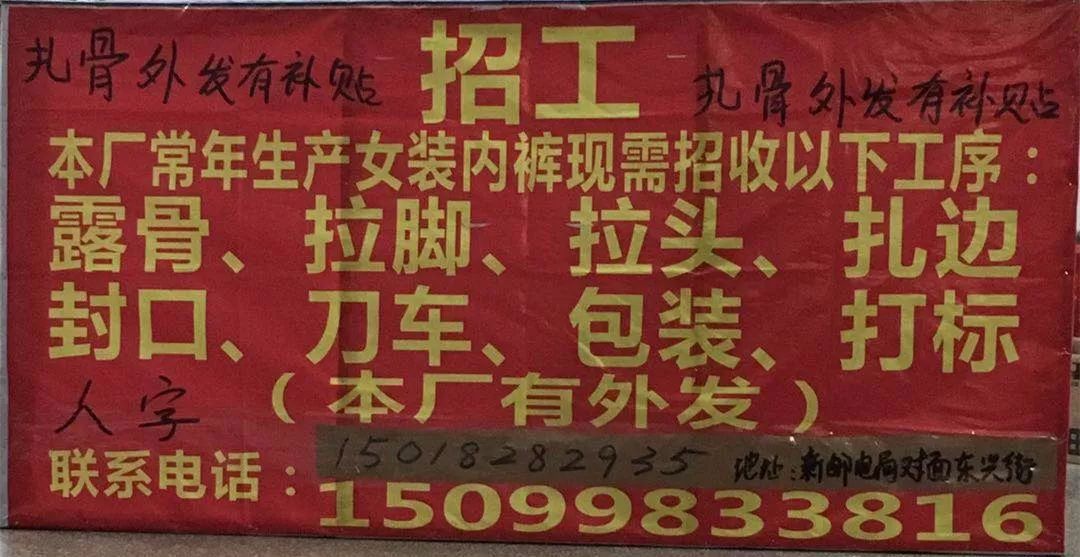 招工
扎骨外发有补贴
扎骨外发有补贴
本厂常年生产女装内裤现需招收以下工序：
露骨、拉脚、拉头、扎边
封口、刀车、包装、打标
人字
（本厂有外发）
联系电话：15018282935 地址：新邮电局对面东兴街
15099833816